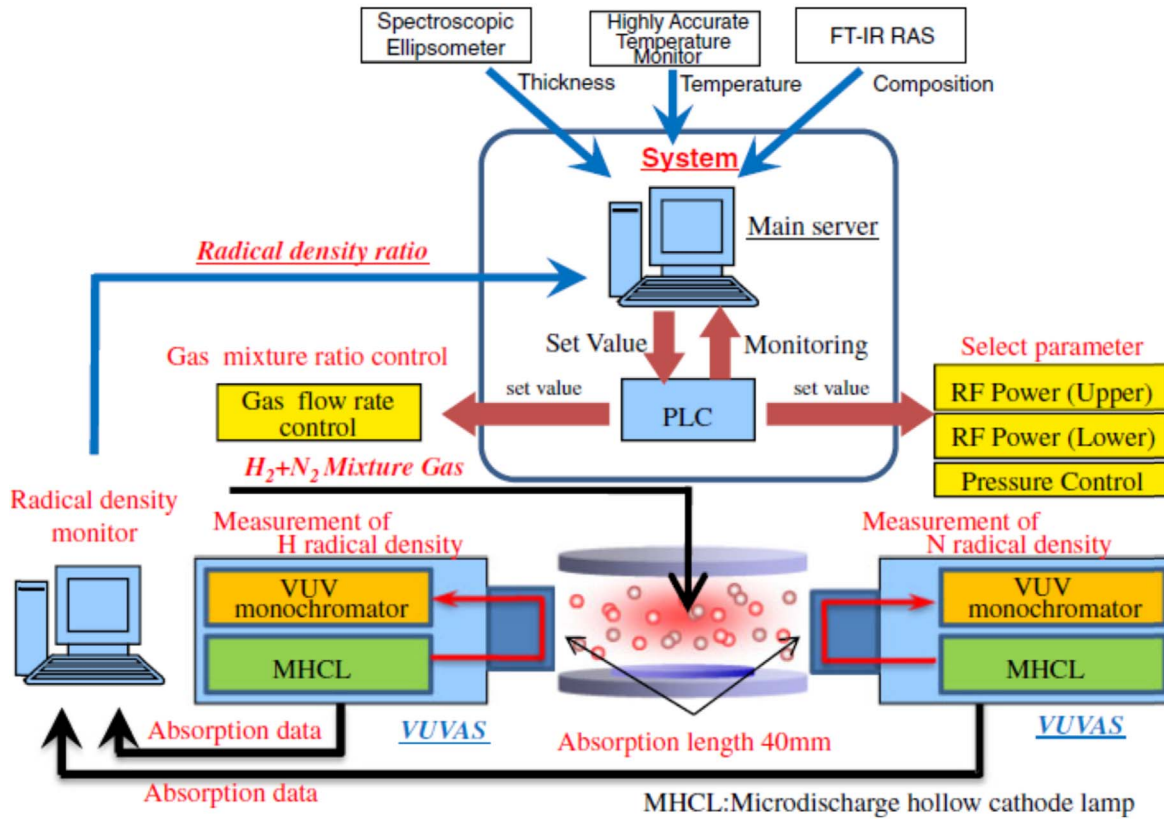 Spectroscopic
Ellipsometer
Highly Accurate
Temperature
Monitor
FT-IR RAS
Thickness
Temperature
Composition
System
Main server
Radical density ratio
Set Value
Monitoring
Gas mixture ratio control
Select parameter
Gas flow rate
control
set value
PLC
set value
RF Power (Upper)
RF Power (Lower)
Pressure Control
H₂+N₂ Mixture Gas
Radical density
monitor
Measurement of
H radical density
Measurement of
N radical density
VUV
monochromator
MHCL
VUV
monochromator
MHCL
Absorption data
VUVAS
Absorption length 40mm
VUVAS
Absorption data
MHCL:Microdischarge hollow cathode lamp